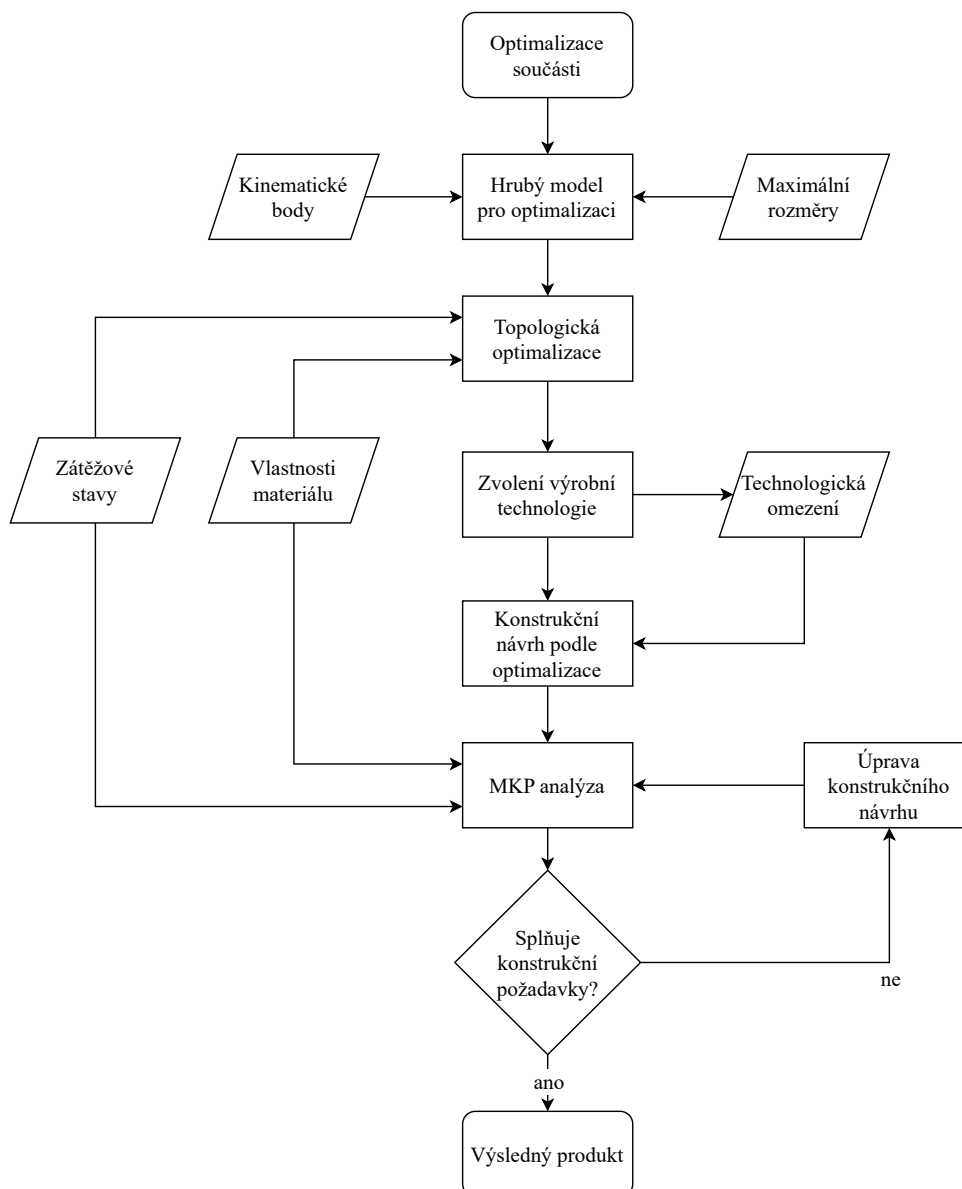 Optimalizace
součásti
Kinematické
body
Hrubý model
pro optimalizaci
Maximální
rozměry
Topologická
optimalizace
Zátěžové
stavy
Vlastnosti
materiálu
Zvolení výrobní
technologie
Technologická
omezení
Konstrukční
návrh podle
optimalizace
MKP analýza
Úprava
konstrukčního
návrhu
Splňuje
konstrukční
požadavky?
ne
ano
Výsledný produkt